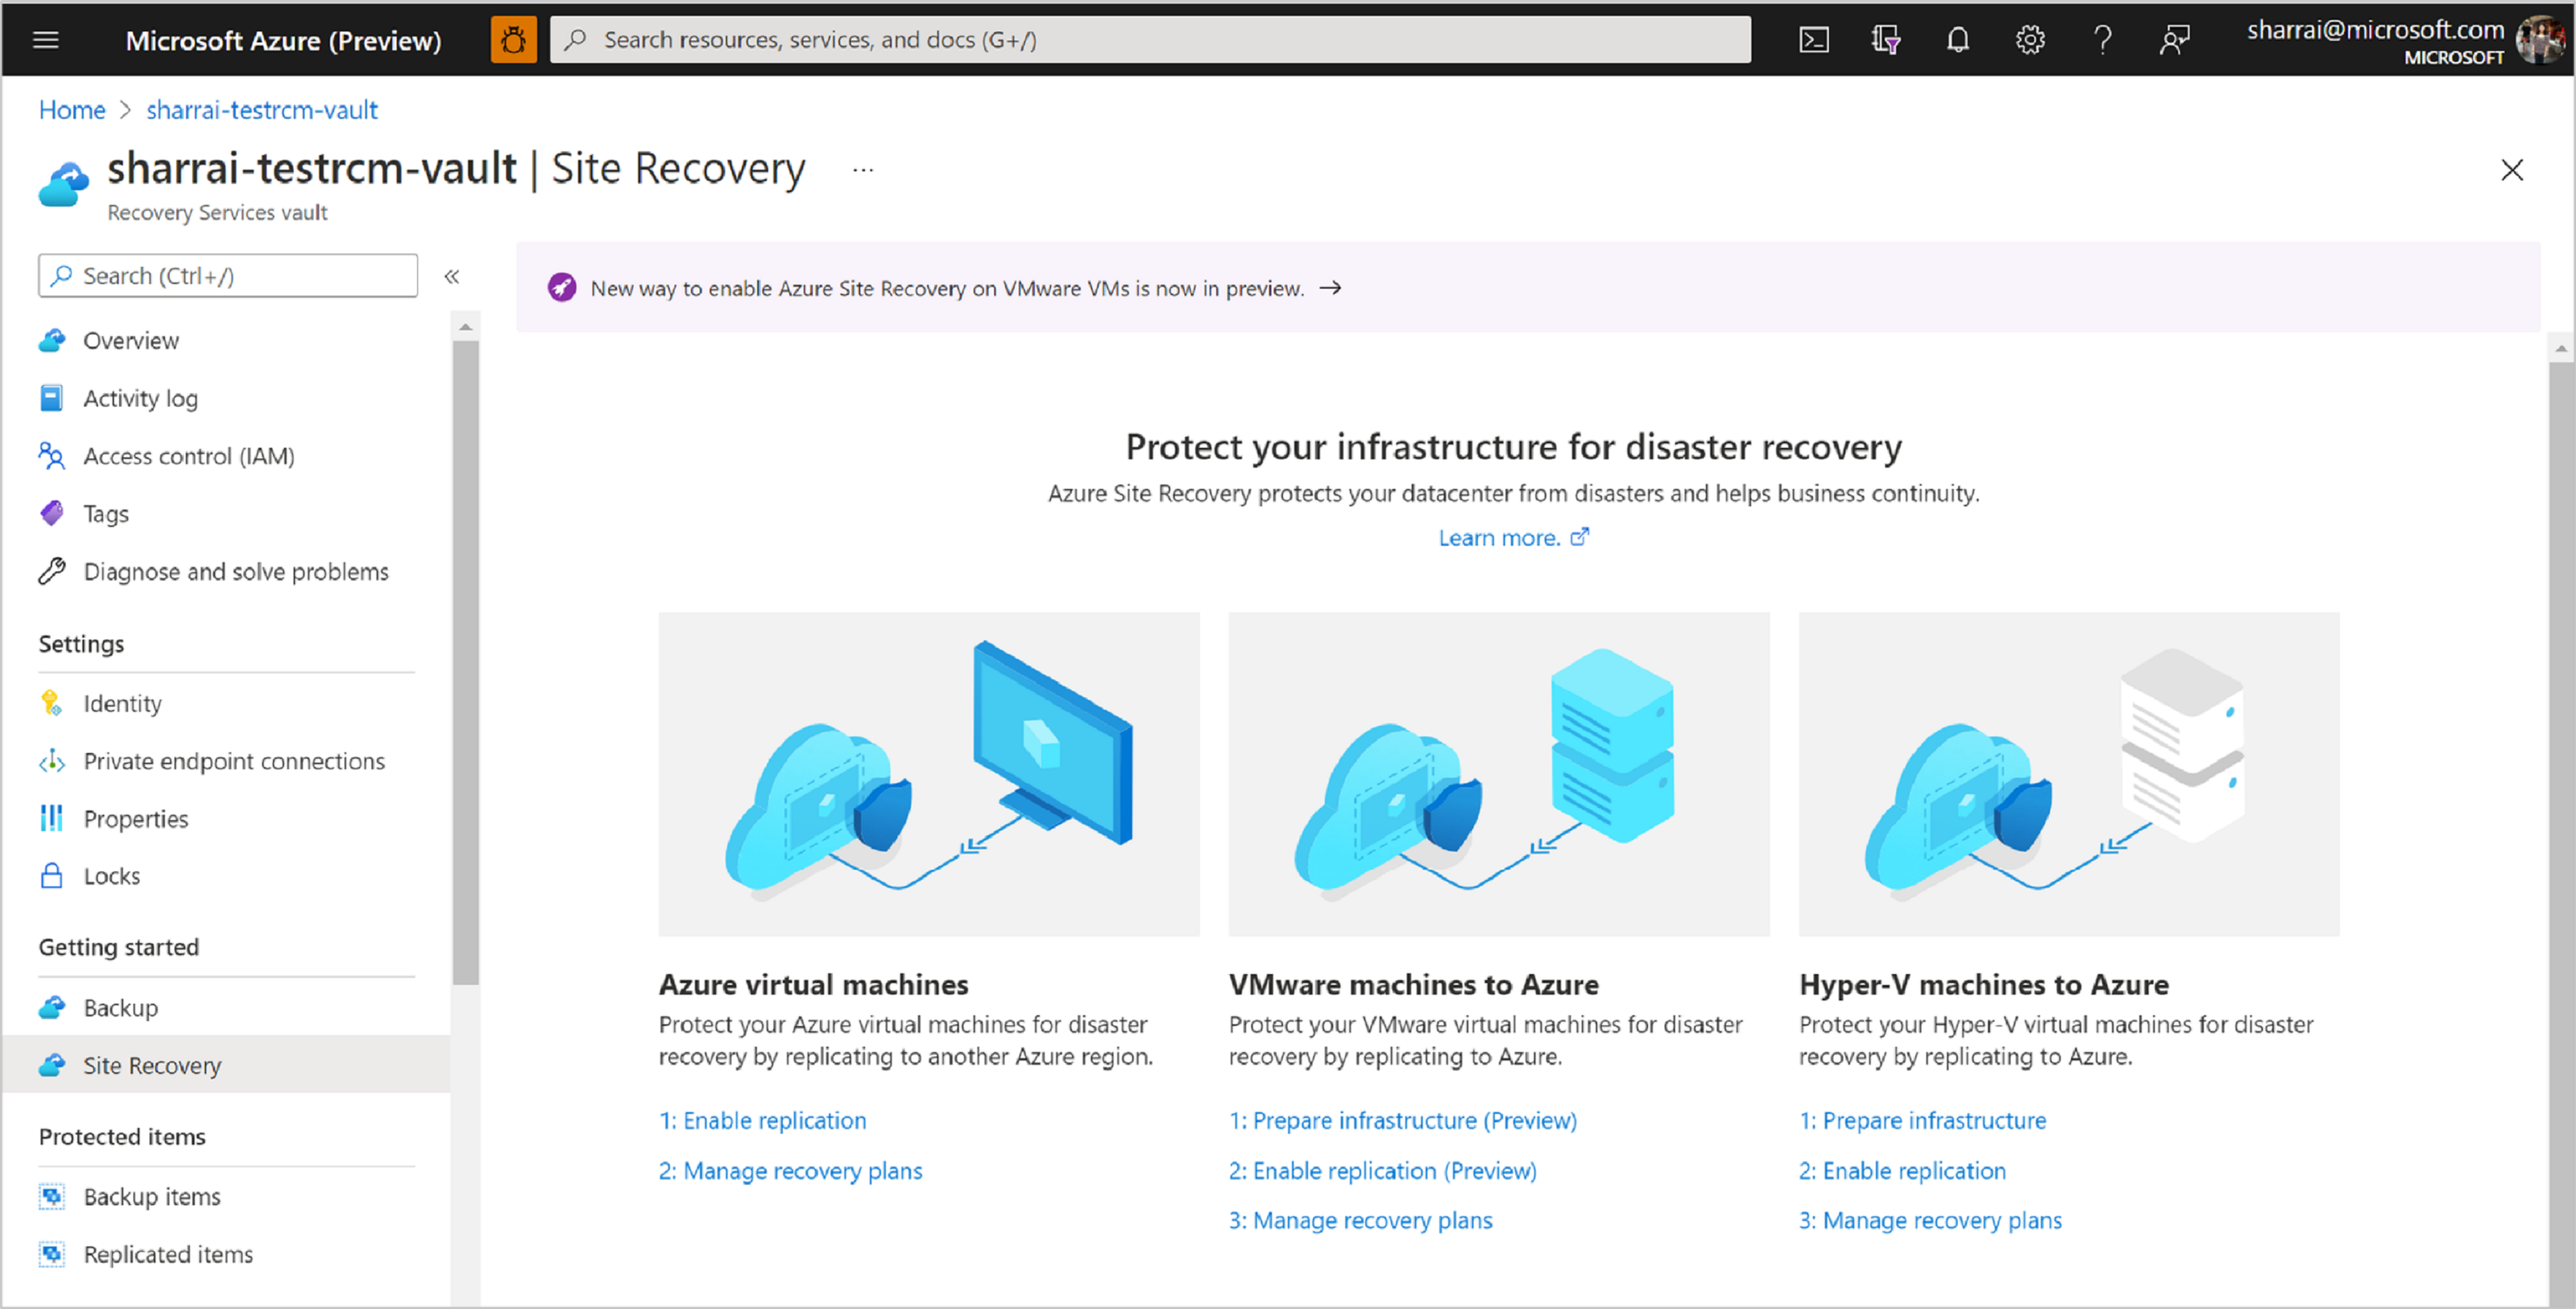 Microsoft Azure (Preview)
Search resources, services, and docs (G+/)
sharrai@microsoft.com
MICROSOFT
Home > sharrai-testrcm-vault
sharrai-testrcm-vault | Site Recovery ...
Recovery Services vault
Search (Ctrl+/)
«
Overview
Activity log
Access control (IAM)
Tags
Diagnose and solve problems
Settings
Identity
Private endpoint connections
Properties
Locks
Getting started
Backup
Site Recovery
Protected items
Backup items
Replicated items
New way to enable Azure Site Recovery on VMware VMs is now in preview. →
Protect your infrastructure for disaster recovery
Azure Site Recovery protects your datacenter from disasters and helps business continuity.
Learn more.
Azure virtual machines
Protect your Azure virtual machines for disaster
recovery by replicating to another Azure region.
1: Enable replication
2: Manage recovery plans
VMware machines to Azure
Protect your VMware virtual machines for disaster
recovery by replicating to Azure.
1: Prepare infrastructure (Preview)
2: Enable replication (Preview)
3: Manage recovery plans
Hyper-V machines to Azure
Protect your Hyper-V virtual machines for disaster
recovery by replicating to Azure.
1: Prepare infrastructure
2: Enable replication
3: Manage recovery plans